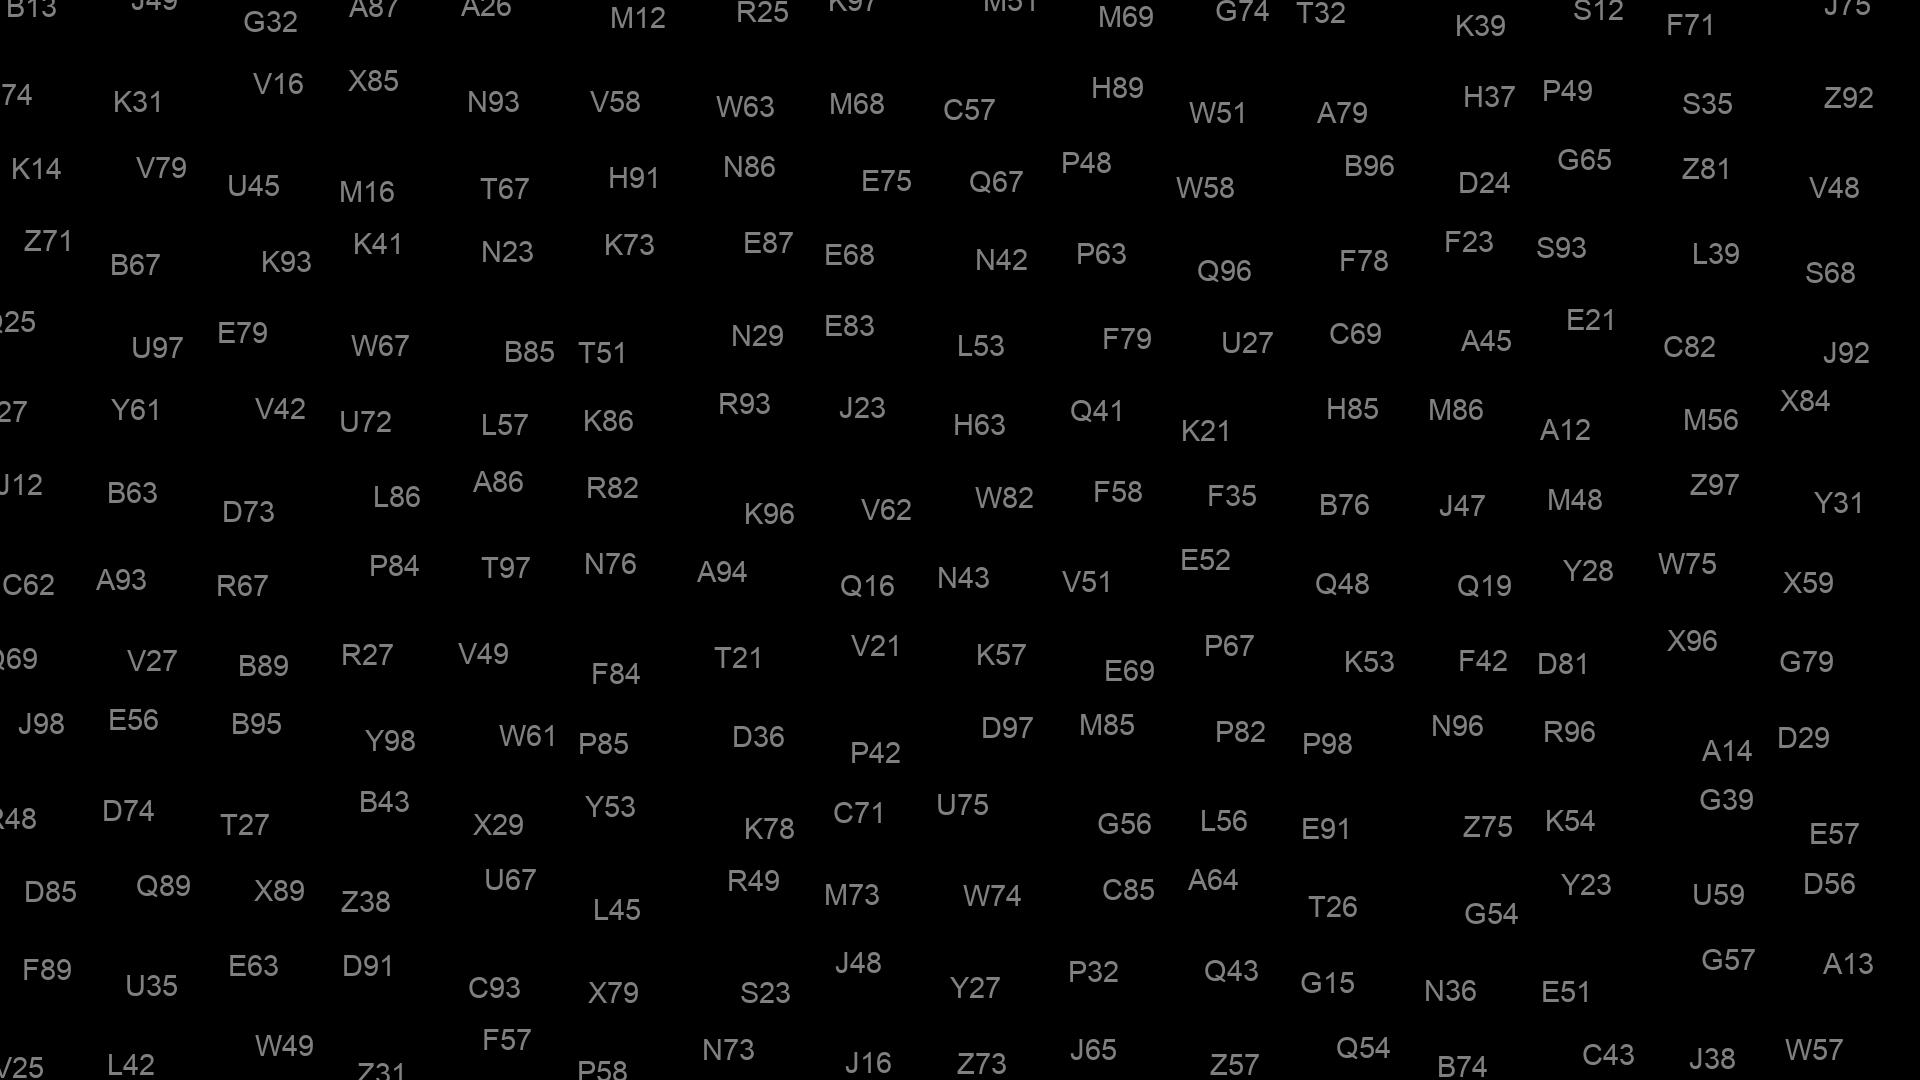 B13 J49 G32 A87 A26 M12 R25 K97 M51 M69 G74 T32 K39 S12 F71 J75
74 K31 V16 X85 N93 V58 W63 M68 C57 H89 W51 A79 H37 P49 S35 Z92
K14 V79 U45 M16 T67 H91 N86 E75 Q67 P48 W58 B96 D24 G65 Z81 V48
Z71 B67 K93 K41 N23 K73 E87 E68 N42 P63 Q96 F78 F23 S93 L39 S68
Q25 U97 E79 W67 B85 T51 N29 E83 L53 F79 U27 C69 A45 E21 C82 J92
27 Y61 V42 U72 L57 K86 R93 J23 H63 Q41 K21 H85 M86 A12 M56 X84
J12 B63 D73 L86 A86 R82 K96 V62 W82 F58 F35 B76 J47 M48 Z97 Y31
C62 A93 R67 P84 T97 N76 A94 Q16 N43 V51 E52 Q48 Q19 Y28 W75 X59
Q69 V27 B89 R27 V49 F84 T21 V21 K57 E69 P67 K53 F42 D81 X96 G79
J98 E56 B95 Y98 W61 P85 D36 P42 D97 M85 P82 P98 N96 R96 A14 D29
R48 D74 T27 B43 X29 Y53 K78 C71 U75 G56 L56 E91 Z75 K54 G39 E57
D85 Q89 X89 Z38 U67 L45 R49 M73 W74 C85 A64 T26 G54 Y23 U59 D56
F89 U35 E63 D91 C93 X79 S23 J48 Y27 P32 Q43 G15 N36 E51 G57 A13
V25 L42 W49 Z31 F57 P58 N73 J16 Z73 J65 Z57 Q54 B74 C43 J38 W57